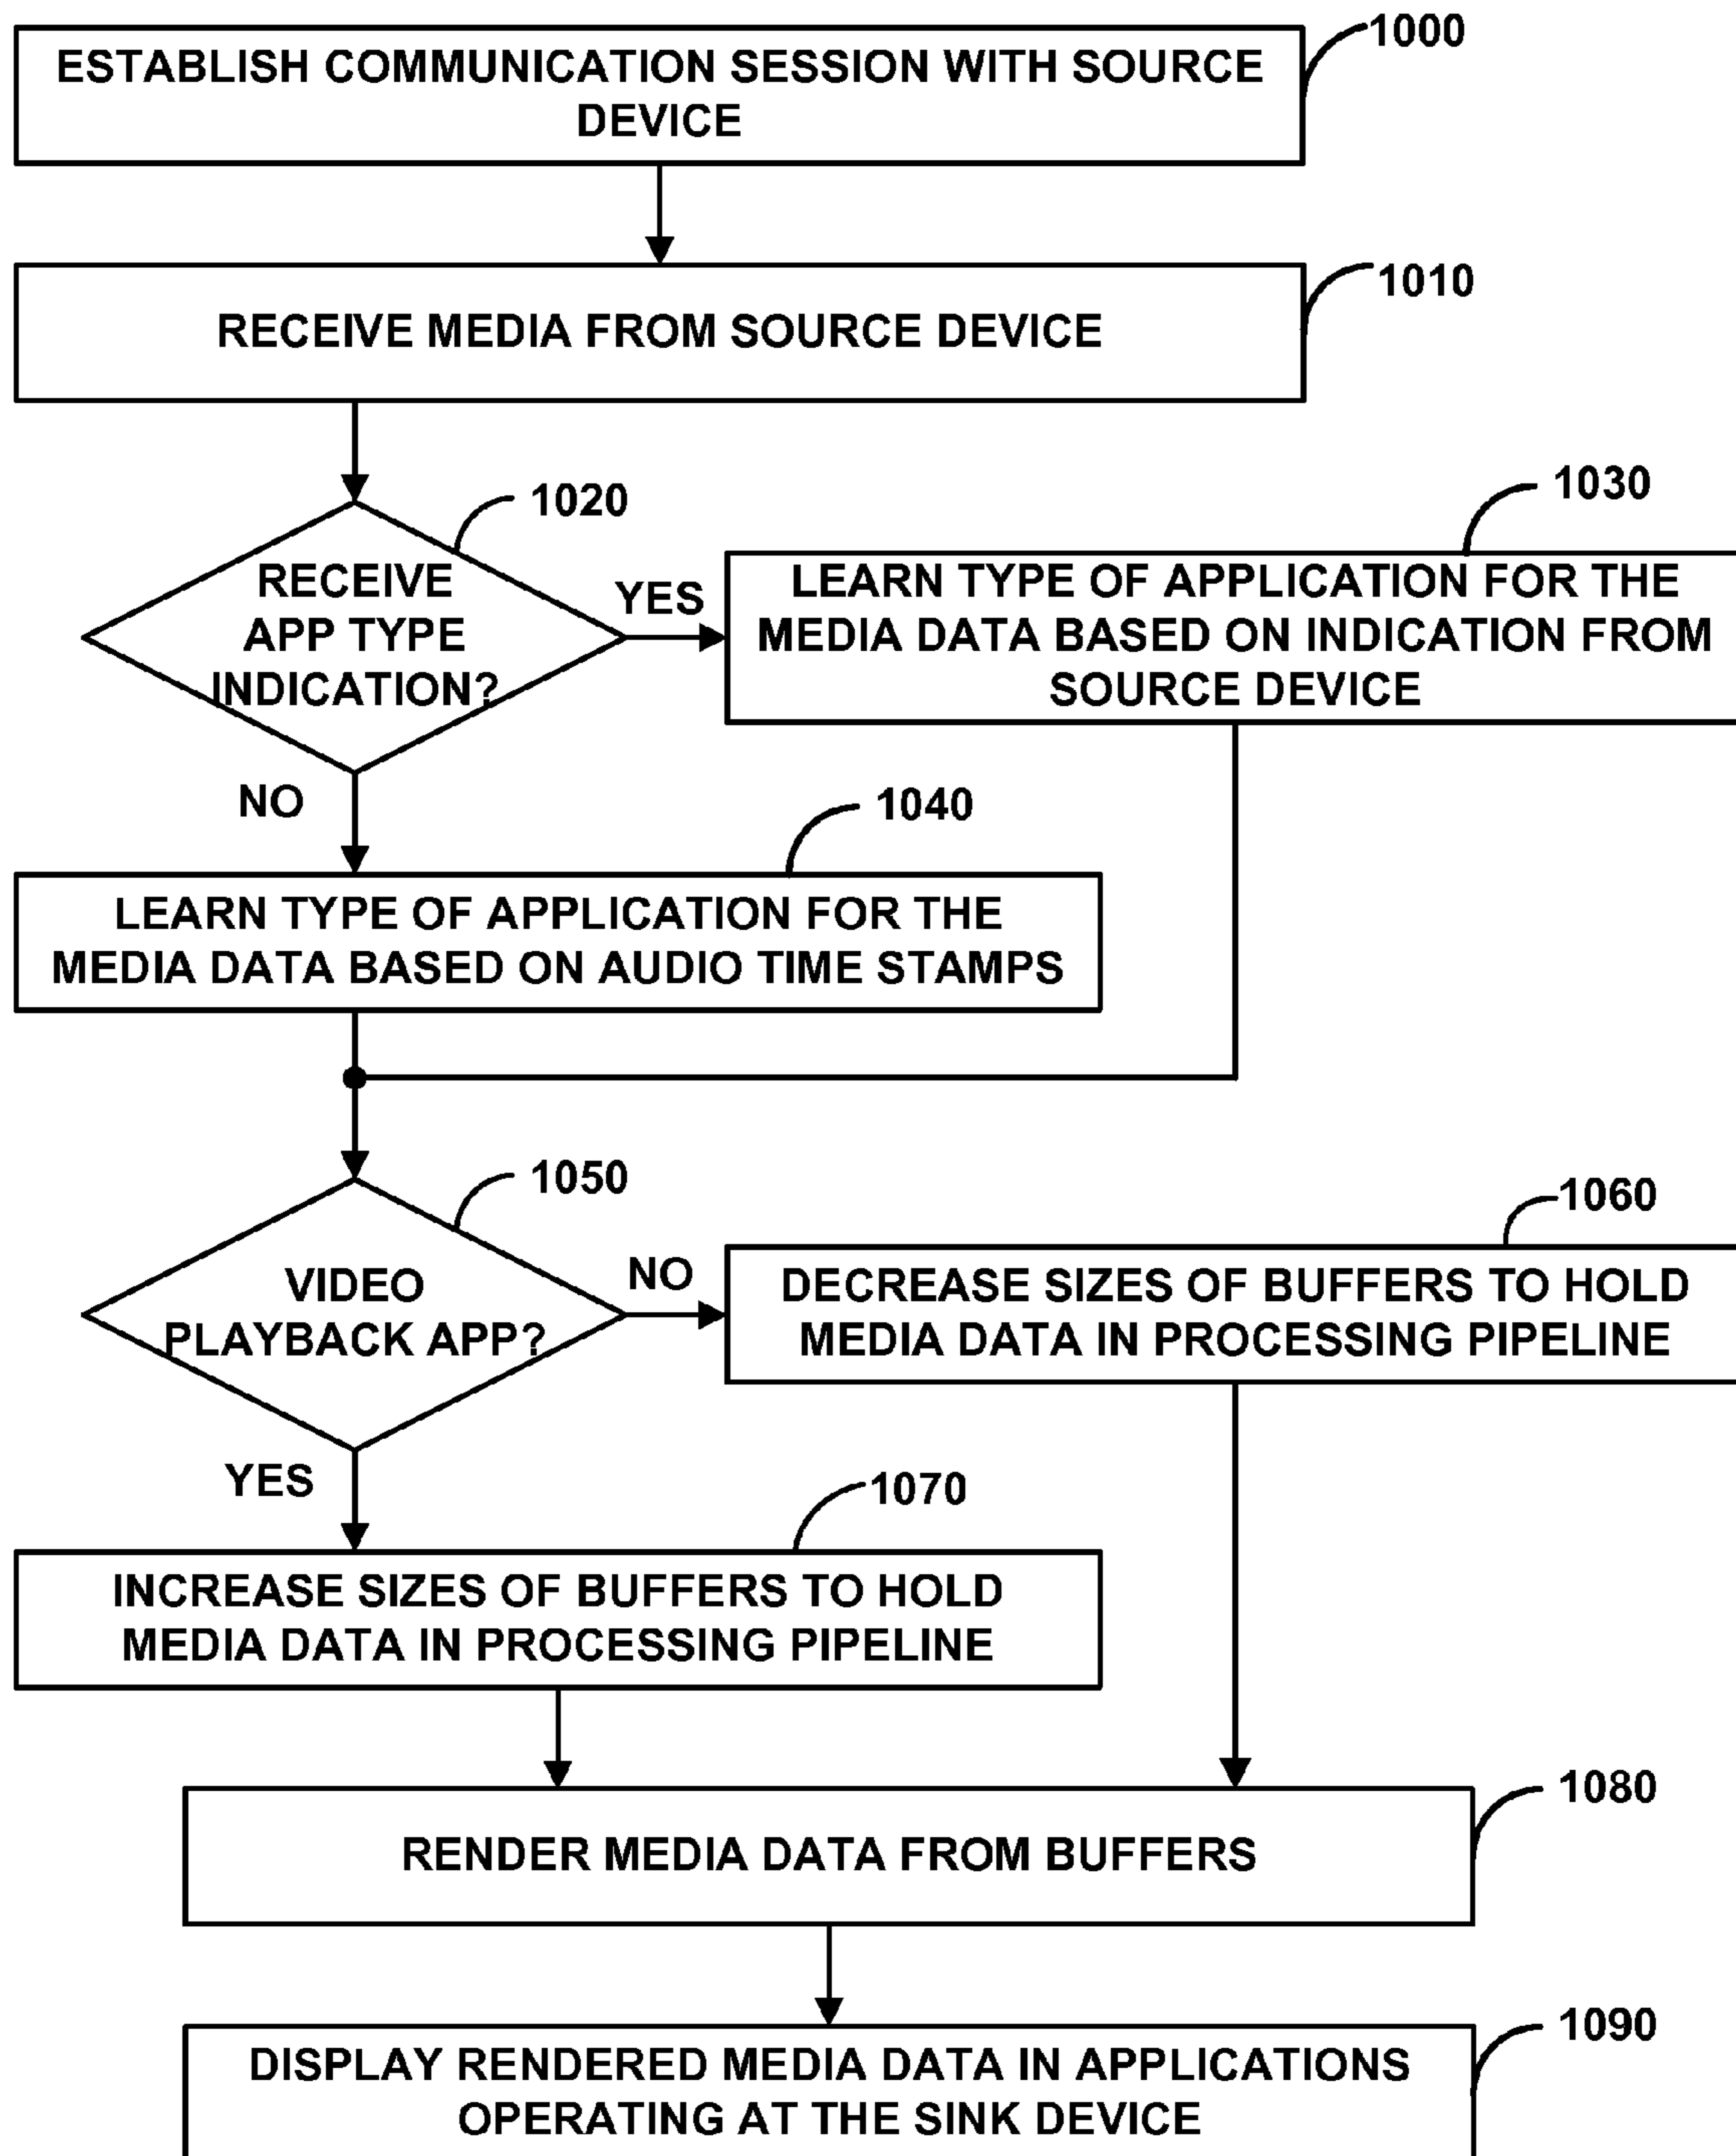 1000
ESTABLISH COMMUNICATION SESSION WITH SOURCE
DEVICE
1010
RECEIVE MEDIA FROM SOURCE DEVICE
1020
RECEIVE
APP TYPE
INDICATION?
YES
1030
LEARN TYPE OF APPLICATION FOR THE
MEDIA DATA BASED ON INDICATION FROM
SOURCE DEVICE
NO
1040
LEARN TYPE OF APPLICATION FOR THE
MEDIA DATA BASED ON AUDIO TIME STAMPS
1050
VIDEO
PLAYBACK APP?
NO
1060
DECREASE SIZES OF BUFFERS TO HOLD
MEDIA DATA IN PROCESSING PIPELINE
YES
1070
INCREASE SIZES OF BUFFERS TO HOLD
MEDIA DATA IN PROCESSING PIPELINE
1080
RENDER MEDIA DATA FROM BUFFERS
1090
DISPLAY RENDERED MEDIA DATA IN APPLICATIONS
OPERATING AT THE SINK DEVICE